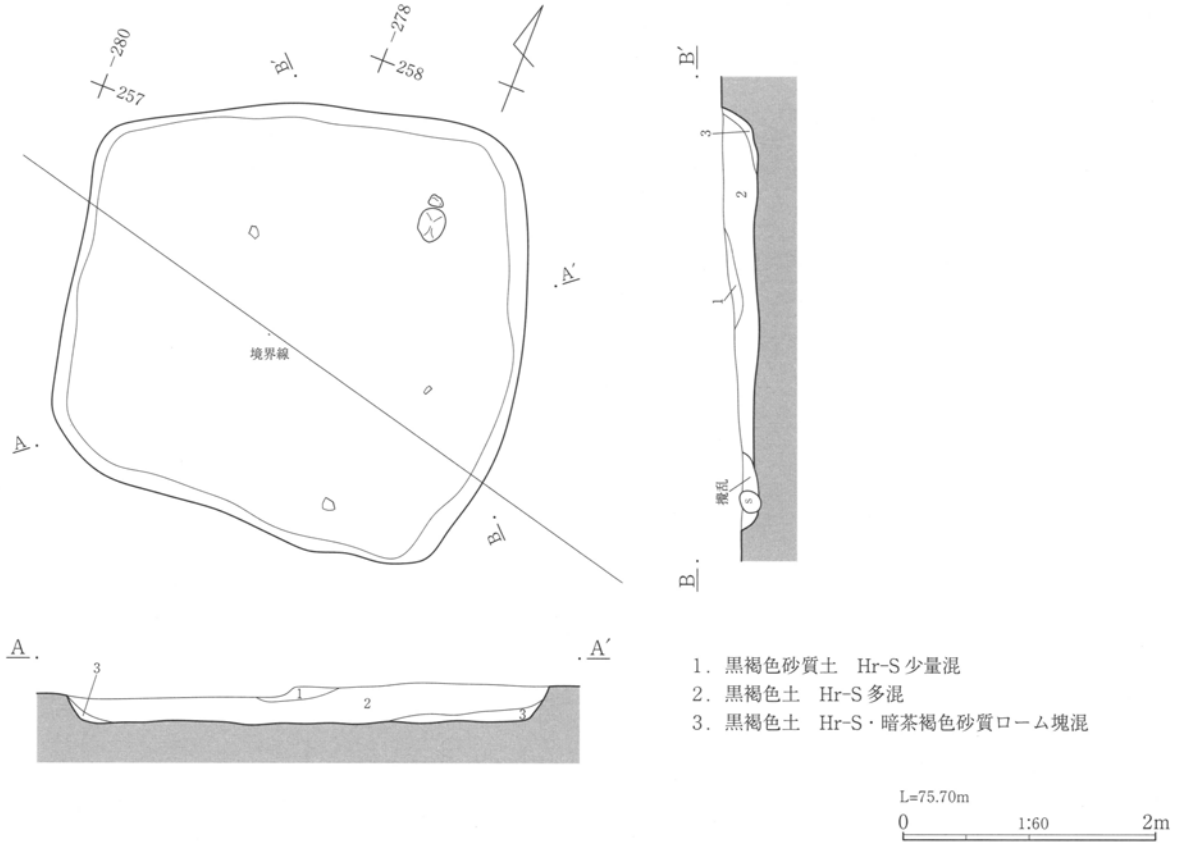 -280
257
-278
258
B′
A′
境界線
A
B
B′
3
2
1
攪乱
S
B
A
A′
3
1
2
3
1. 黒褐色砂質土 Hr-S 少量混
2. 黒褐色土 Hr-S 多混
3. 黒褐色土 Hr-S・暗茶褐色砂質ローム塊混
L=75.70m
0 1:60 2m